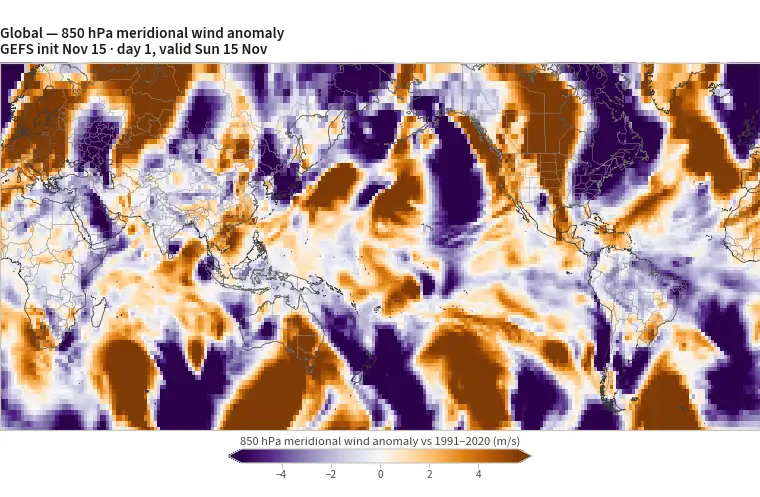 Global — 850 hPa meridional wind anomaly
GEFS init Nov 15 · day 1, valid Sun 15 Nov
850 hPa meridional wind anomaly vs 1991–2020 (m/s)
−4 −2 0 2 4